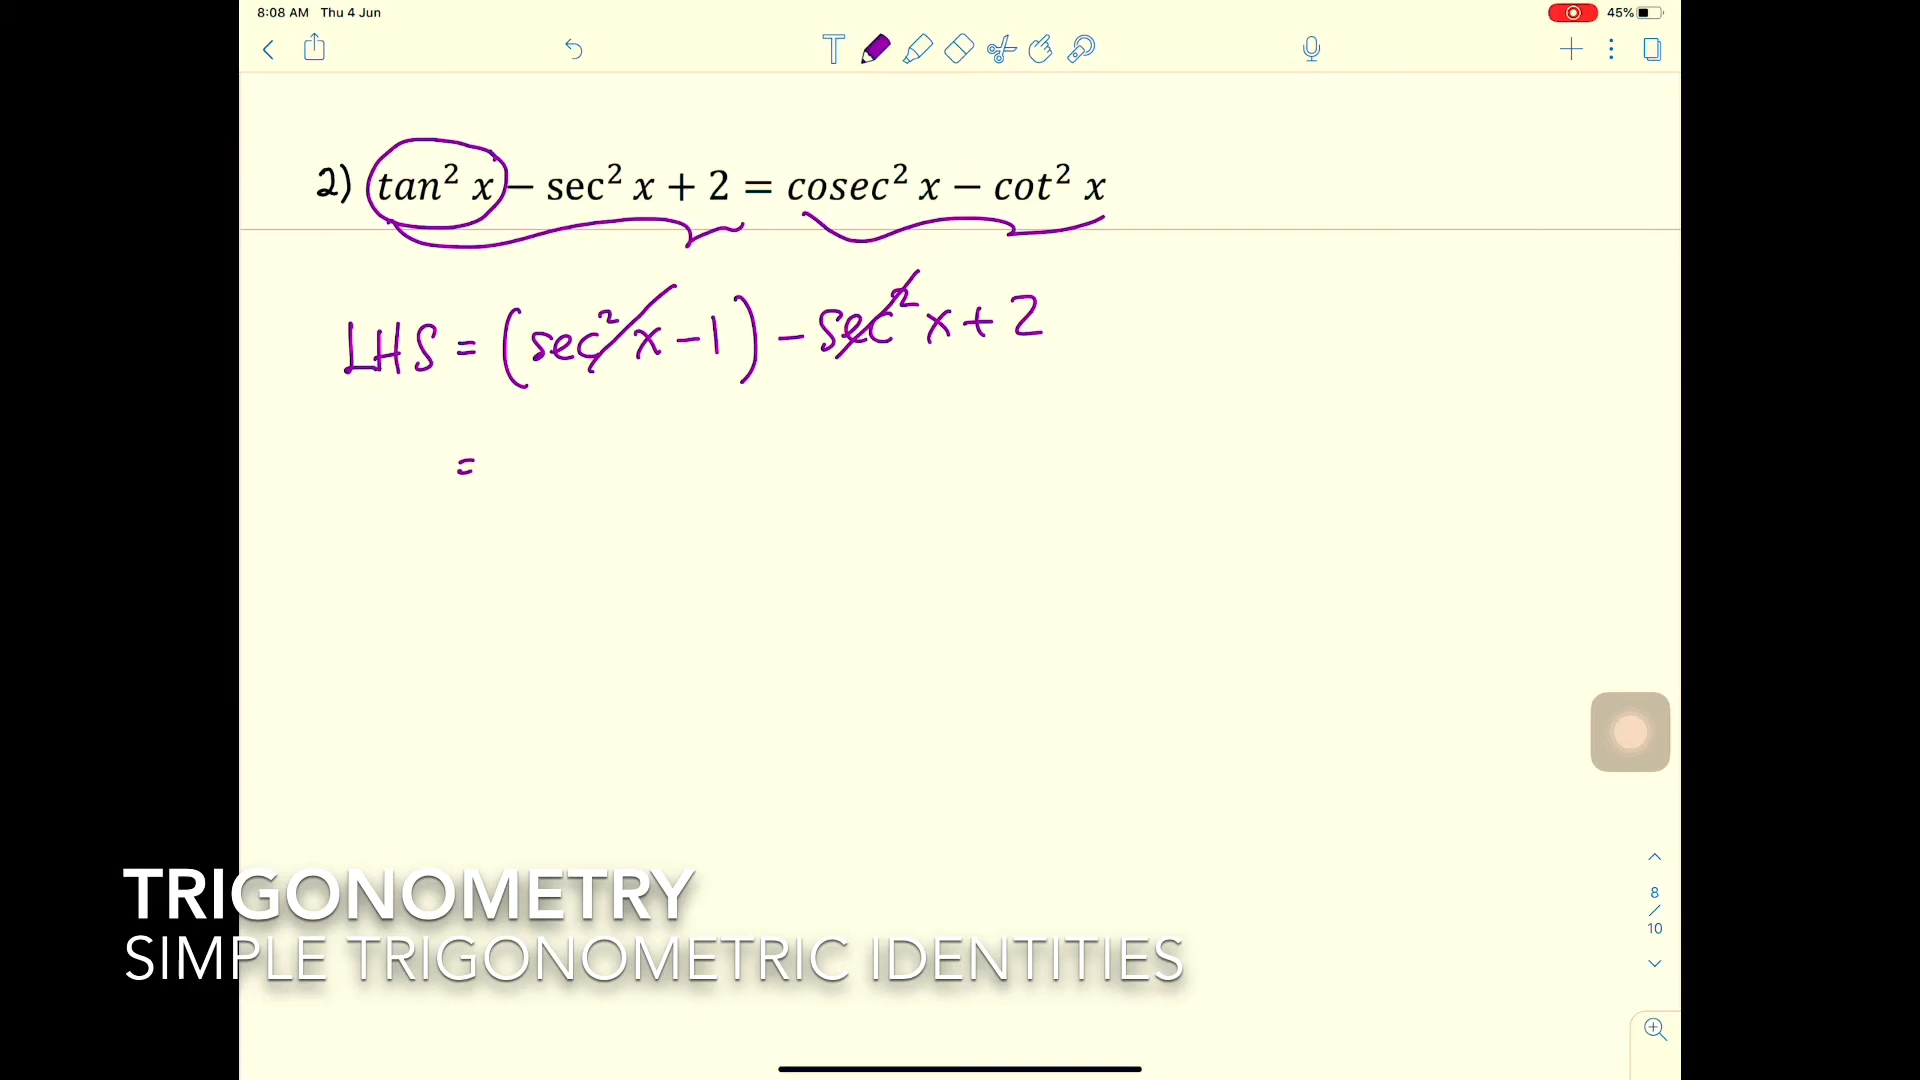 8:08 AM Thu 4 Jun 45%
2) tan² x − sec² x + 2 = cosec² x − cot² x
LHS = (sec² x − 1) − sec² x + 2
=
8
/
10
TRIGONOMETRY
SIMPLE TRIGONOMETRIC IDENTITIES